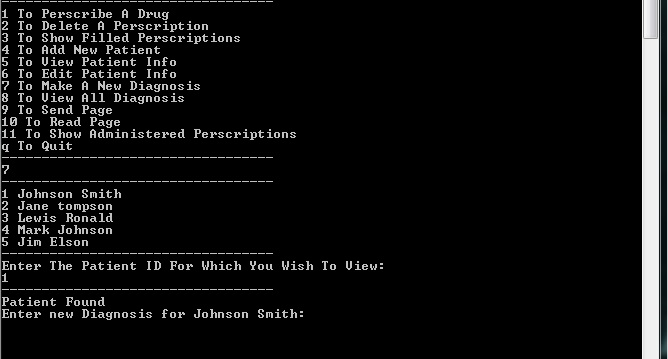 ----------------------------------
1 To Perscribe A Drug
2 To Delete A Perscription
3 To Show Filled Perscriptions
4 To Add New Patient
5 To View Patient Info
6 To Edit Patient Info
7 To Make A New Diagnosis
8 To View All Diagnosis
9 To Send Page
10 To Read Page
11 To Show Administered Perscriptions
q To Quit
----------------------------------
7
----------------------------------
1 Johnson Smith
2 Jane tompson
3 Lewis Ronald
4 Mark Johnson
5 Jim Elson
----------------------------------
Enter The Patient ID For Which You Wish To View:
1
----------------------------------
Patient Found
Enter new Diagnosis for Johnson Smith: